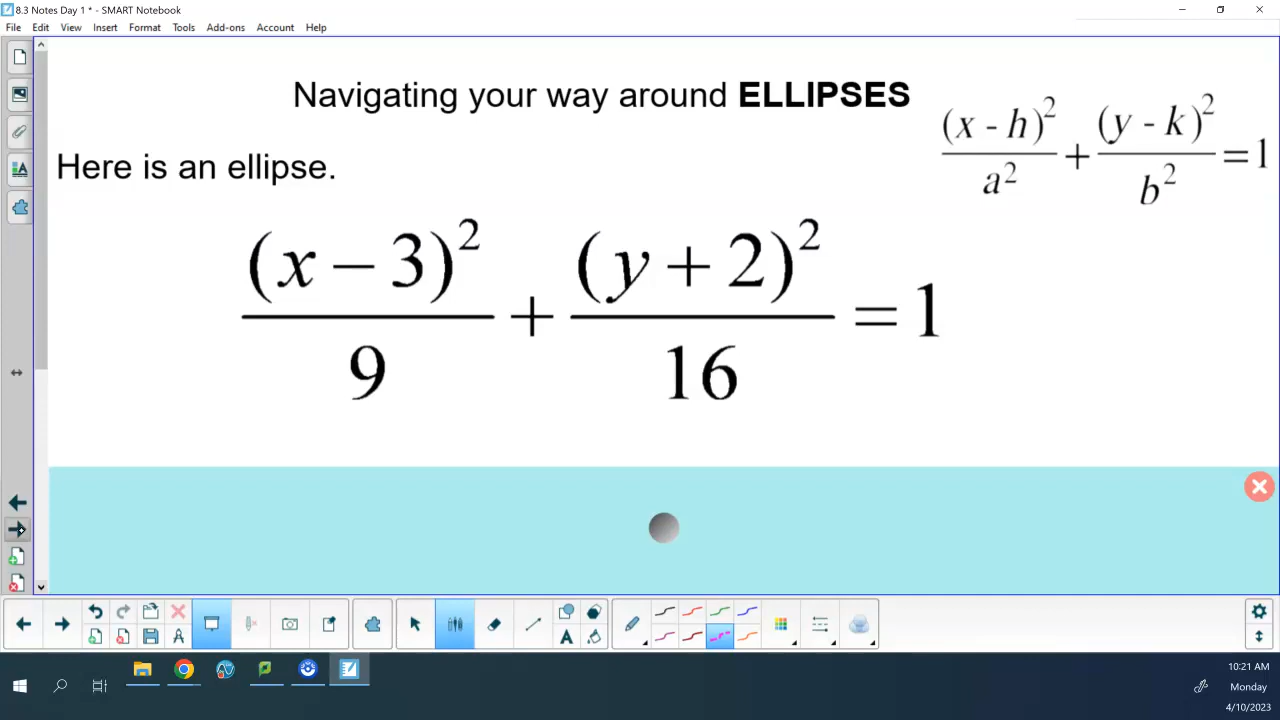 8.3 Notes Day 1 * - SMART Notebook
File Edit View Insert Format Tools Add-ons Account Help
Navigating your way around ELLIPSES
(x - h)² / a² + (y - k)² / b² = 1
Here is an ellipse.
(x − 3)² / 9 + (y + 2)² / 16 = 1
10:21 AM
Monday
4/10/2023